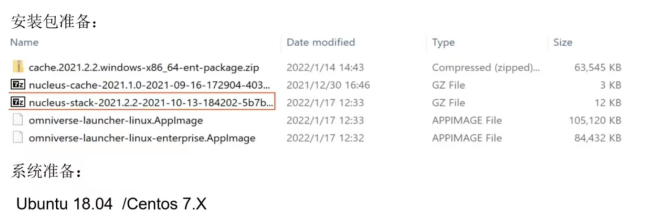 安装包准备：
Name Date modified Type Size
cache.2021.2.2.windows-x86_64-ent-package.zip 2022/1/14 14:43 Compressed (zipped)... 63,545 KB
nucleus-cache-2021.1.0-2021-09-16-172904-403... 2021/12/30 16:46 GZ File 3 KB
nucleus-stack-2021.2.2-2021-10-13-184202-5b7b... 2022/1/17 12:33 GZ File 12 KB
omniverse-launcher-linux.AppImage 2022/1/17 12:33 APPIMAGE File 105,120 KB
omniverse-launcher-linux-enterprise.AppImage 2022/1/17 12:32 APPIMAGE File 84,432 KB
系统准备：
Ubuntu 18.04 /Centos 7.X